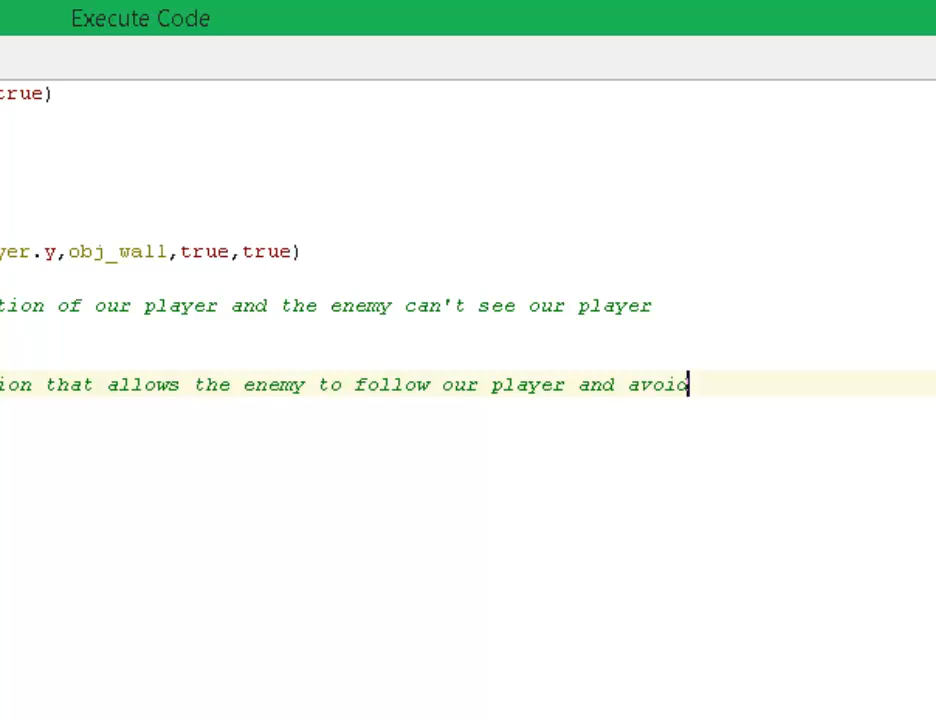 Execute Code
true)
yer.y,obj_wall,true,true)
tion of our player and the enemy can't see our player
ion that allows the enemy to follow our player and avoid